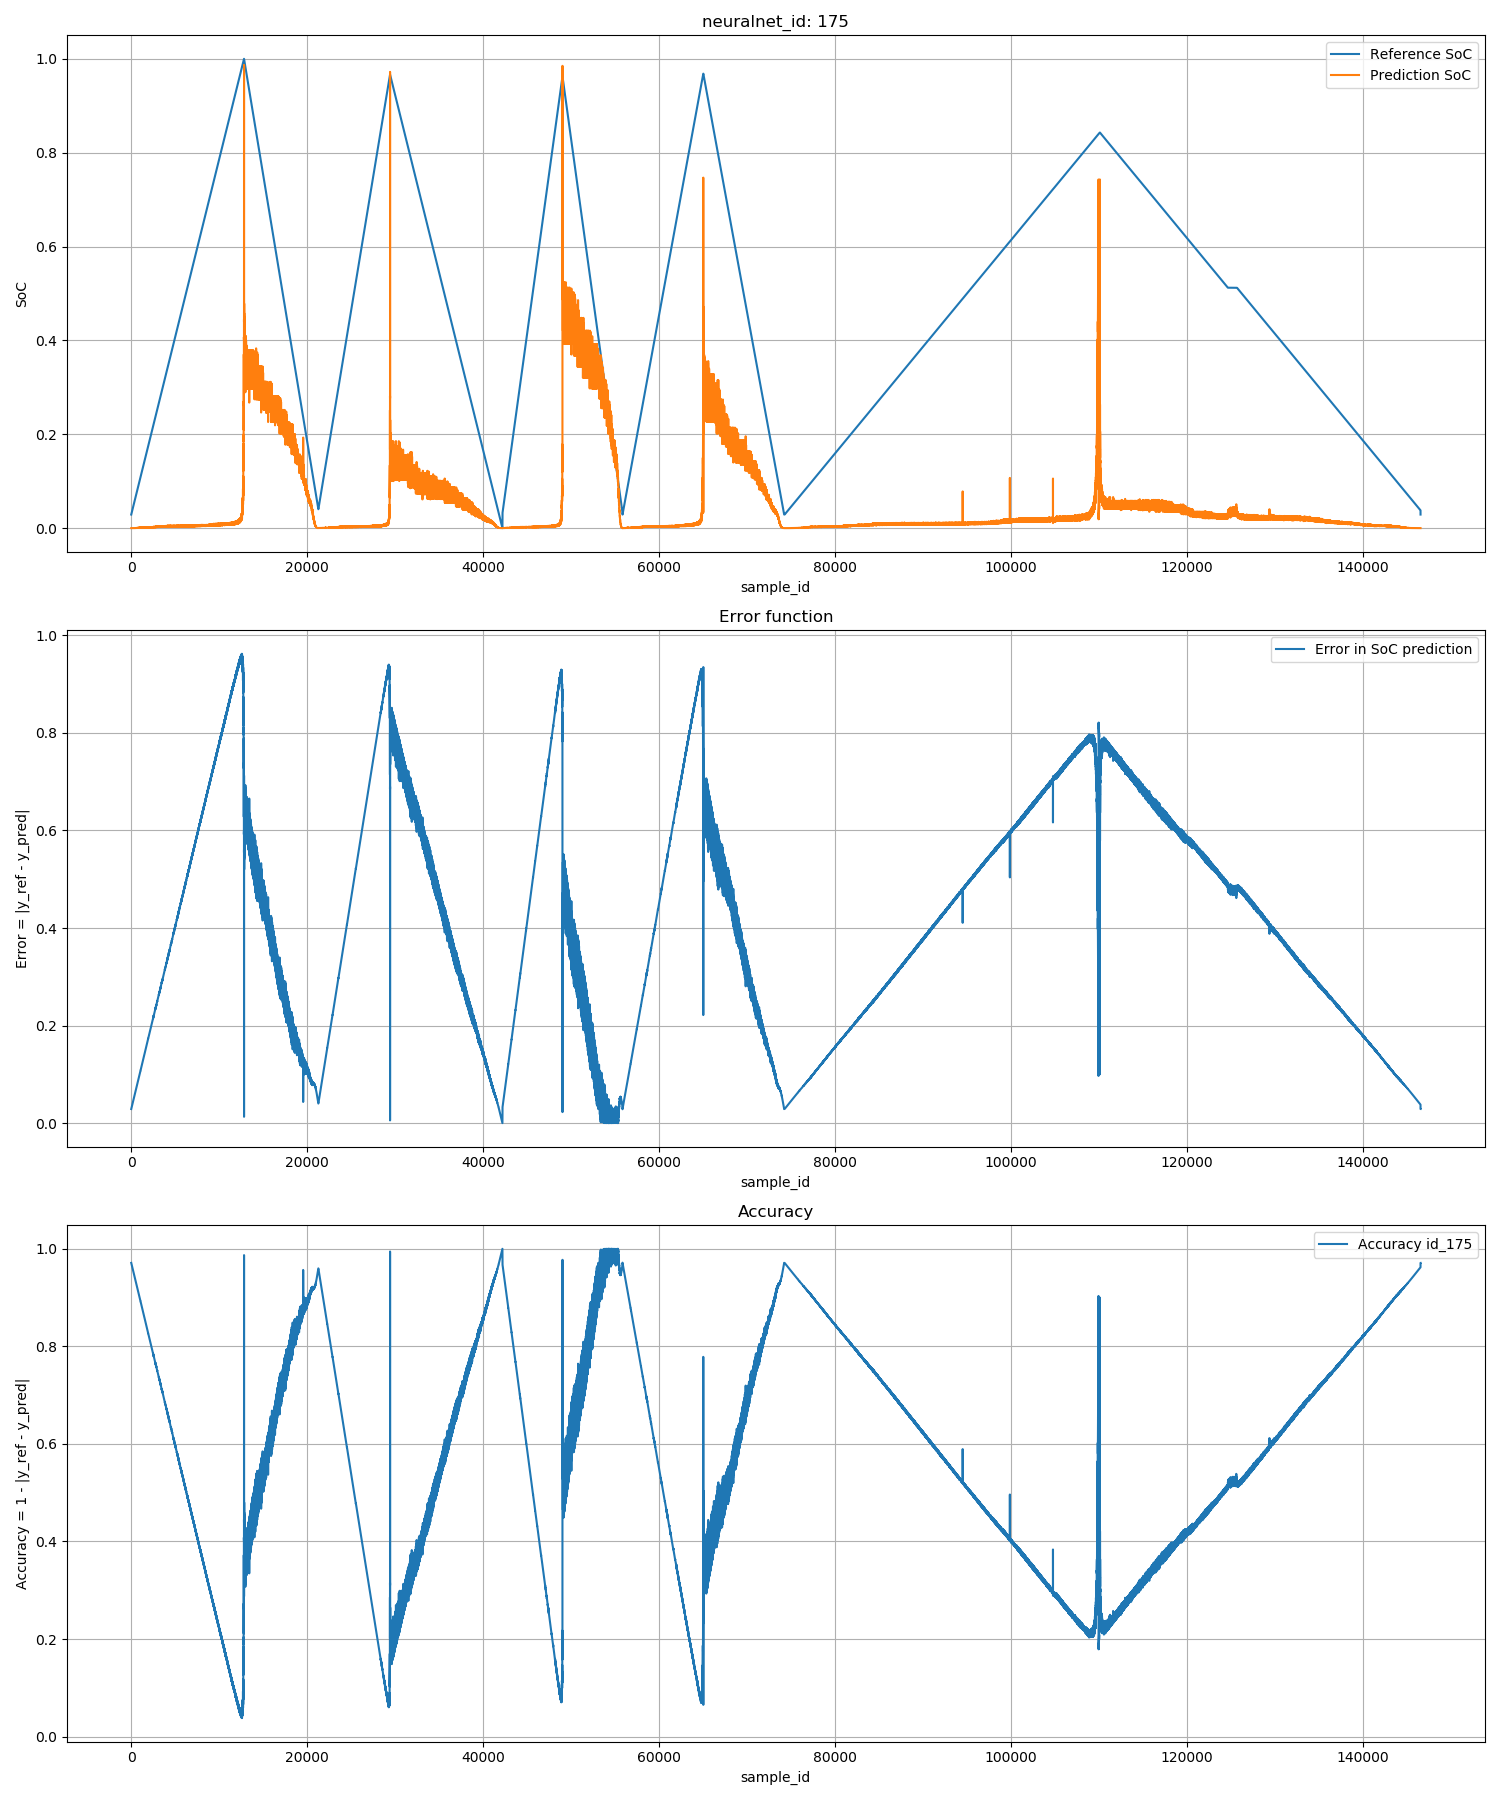 neuralnet_id: 175
Reference SoC
Prediction SoC
1.0
0.8
0.6
0.4
0.2
0.0
SoC
0 20000 40000 60000 80000 100000 120000 140000
sample_id
Error function
Error in SoC prediction
1.0
0.8
0.6
0.4
0.2
0.0
Error = |y_ref - y_pred|
0 20000 40000 60000 80000 100000 120000 140000
sample_id
Accuracy
Accuracy id_175
1.0
0.8
0.6
0.4
0.2
0.0
Accuracy = 1 - |y_ref - y_pred|
0 20000 40000 60000 80000 100000 120000 140000
sample_id